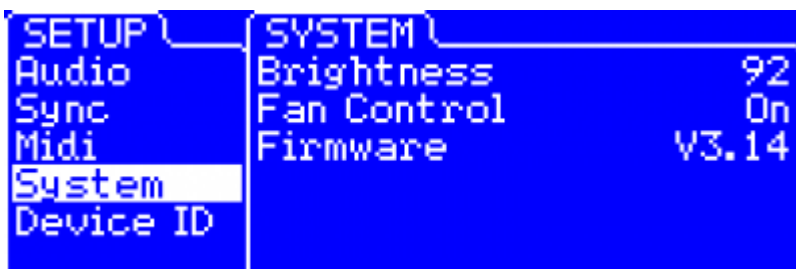 SETUP
Audio
Sync
Midi
System
Device ID
SYSTEM
Brightness 92
Fan Control On
Firmware V3.14